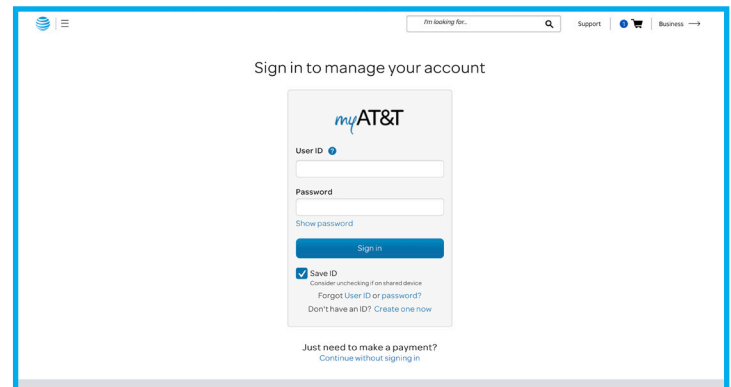 I'm looking for...
Support
1
Business →
Sign in to manage your account
myAT&T
User ID ?
Password
Show password
Sign in
Save ID
Consider unchecking if on shared device
Forgot User ID or password?
Don't have an ID? Create one now
Just need to make a payment?
Continue without signing in